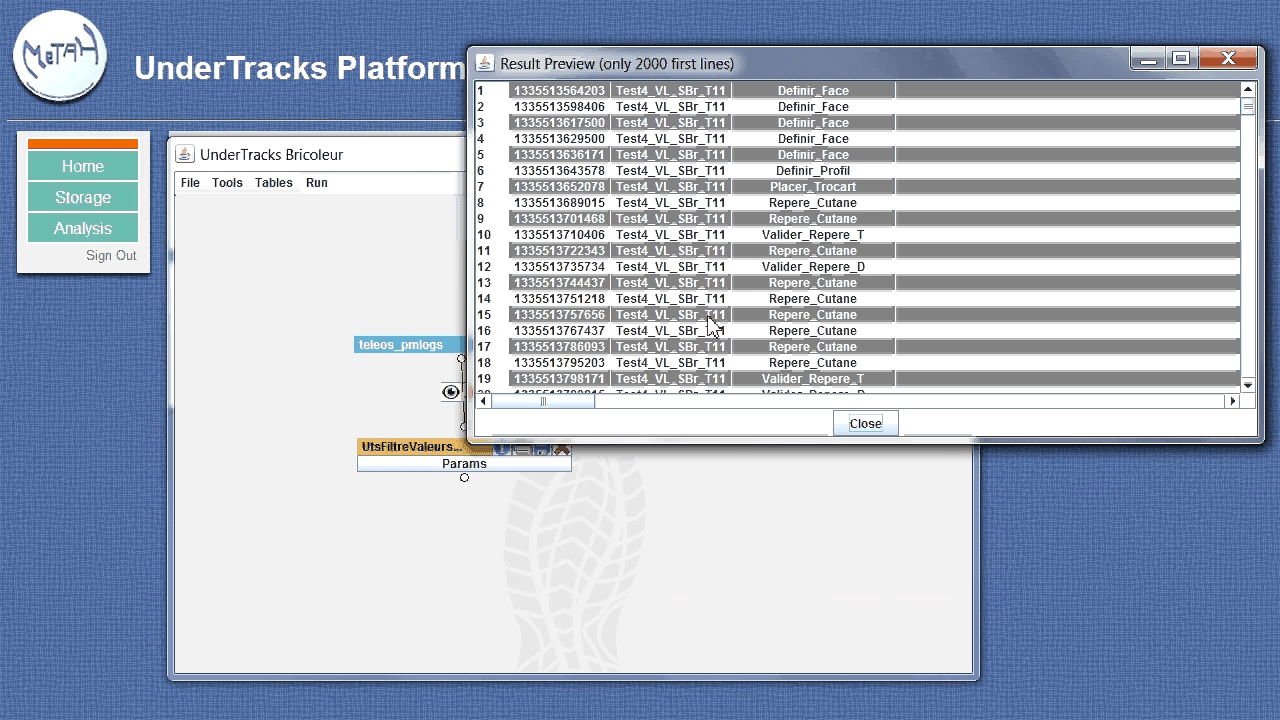 MeTAH
UnderTracks Platform
Home
Storage
Analysis
Sign Out
UnderTracks Bricoleur
File Tools Tables Run
teleos_pmlogs
UtsFiltreValeurs...
Params
Result Preview (only 2000 first lines)
1 1335513564203 Test4_VL_SBr_T11 Definir_Face
2 1335513598406 Test4_VL_SBr_T11 Definir_Face
3 1335513617500 Test4_VL_SBr_T11 Definir_Face
4 1335513629500 Test4_VL_SBr_T11 Definir_Face
5 1335513636171 Test4_VL_SBr_T11 Definir_Face
6 1335513643578 Test4_VL_SBr_T11 Definir_Profil
7 1335513652078 Test4_VL_SBr_T11 Placer_Trocart
8 1335513689015 Test4_VL_SBr_T11 Repere_Cutane
9 1335513701468 Test4_VL_SBr_T11 Repere_Cutane
10 1335513710406 Test4_VL_SBr_T11 Valider_Repere_T
11 1335513722343 Test4_VL_SBr_T11 Repere_Cutane
12 1335513735734 Test4_VL_SBr_T11 Valider_Repere_D
13 1335513744437 Test4_VL_SBr_T11 Repere_Cutane
14 1335513751218 Test4_VL_SBr_T11 Repere_Cutane
15 1335513757656 Test4_VL_SBr_T11 Repere_Cutane
16 1335513767437 Test4_VL_SBr_T11 Repere_Cutane
17 1335513786093 Test4_VL_SBr_T11 Repere_Cutane
18 1335513795203 Test4_VL_SBr_T11 Repere_Cutane
19 1335513798171 Test4_VL_SBr_T11 Valider_Repere_T
Close